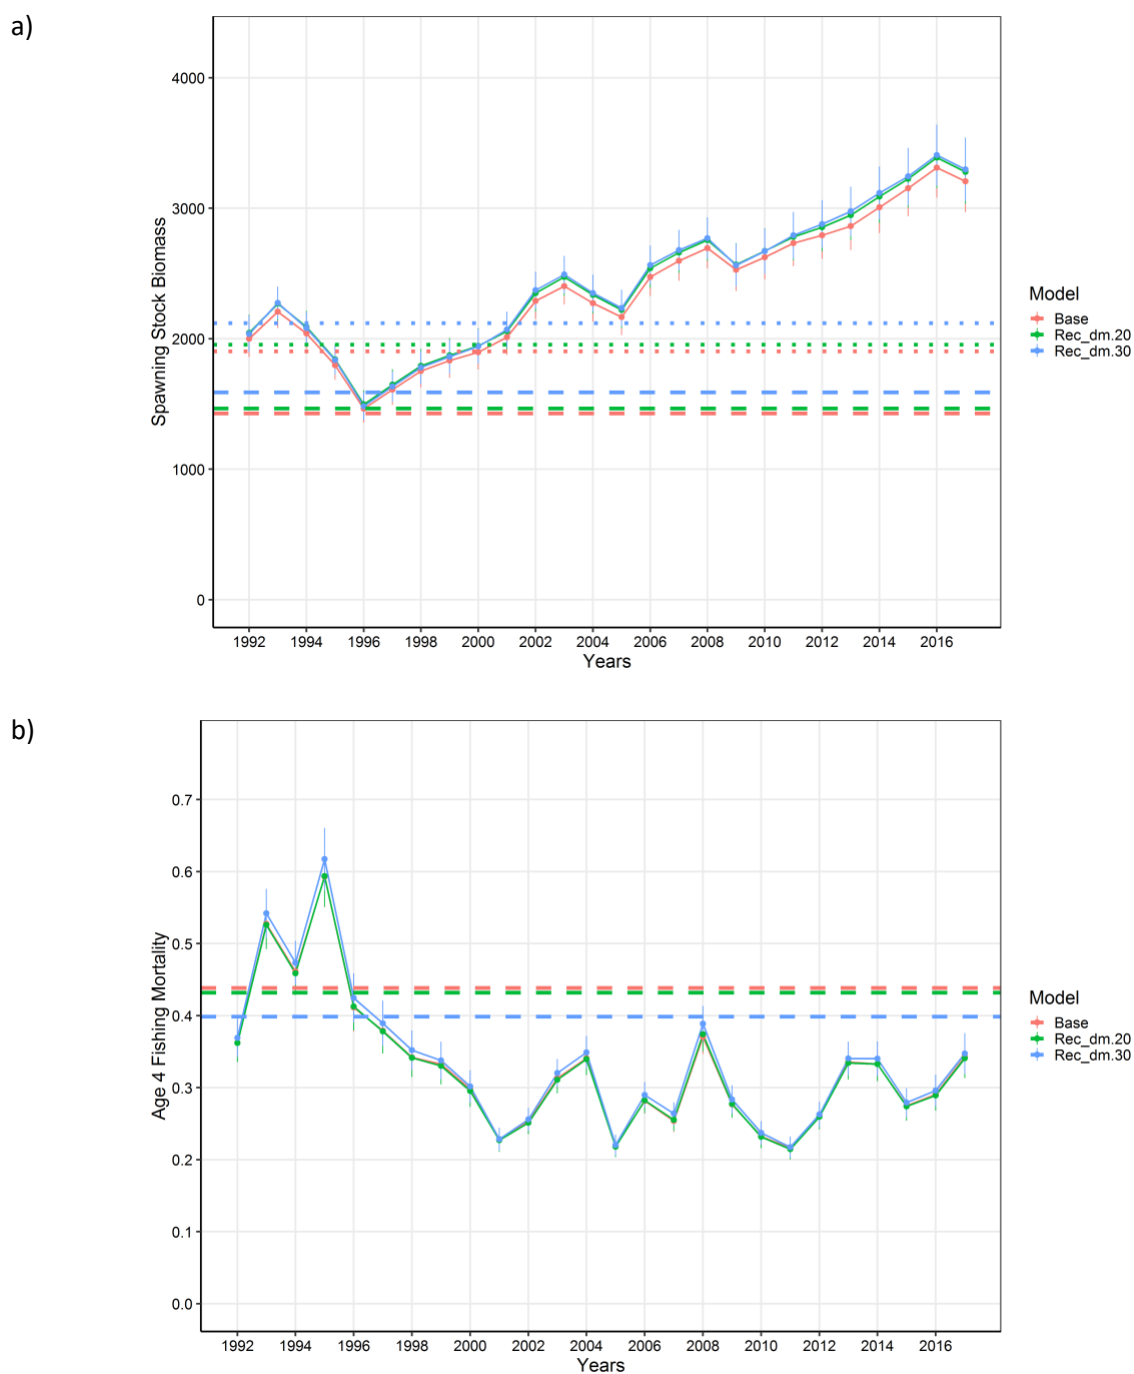 a)
Spawning Stock Biomass
4000
3000
2000
1000
0
1992 1994 1996 1998 2000 2002 2004 2006 2008 2010 2012 2014 2016
Years
Model
Base
Rec_dm.20
Rec_dm.30
b)
Age 4 Fishing Mortality
0.7
0.6
0.5
0.4
0.3
0.2
0.1
0.0
1992 1994 1996 1998 2000 2002 2004 2006 2008 2010 2012 2014 2016
Years
Model
Base
Rec_dm.20
Rec_dm.30